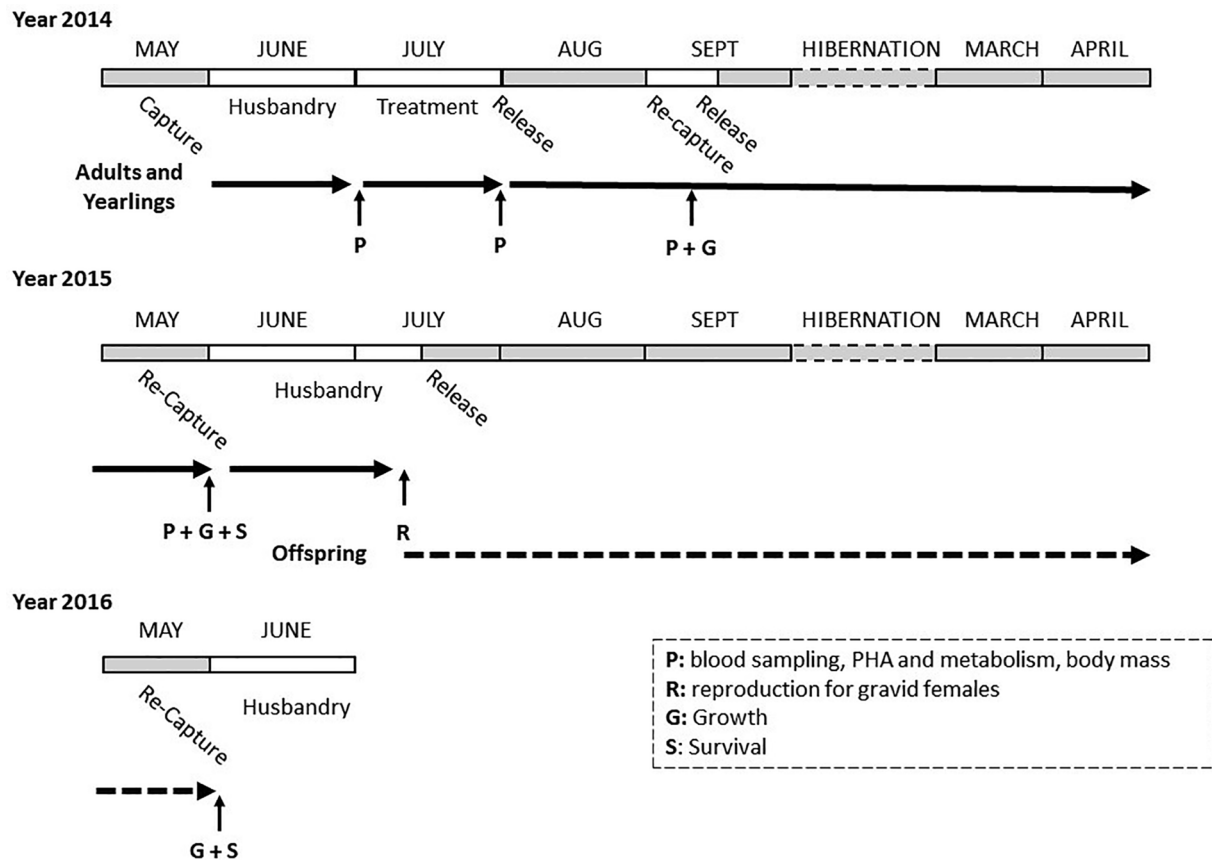 Year 2014
MAY JUNE JULY AUG SEPT HIBERNATION MARCH APRIL
Capture Husbandry Treatment Release Re-capture Release
Adults and
Yearlings
P P P + G
Year 2015
MAY JUNE JULY AUG SEPT HIBERNATION MARCH APRIL
Re-Capture Husbandry Release
P + G + S R
Offspring
Year 2016
MAY JUNE
Re-Capture Husbandry
G + S
P: blood sampling, PHA and metabolism, body mass
R: reproduction for gravid females
G: Growth
S: Survival